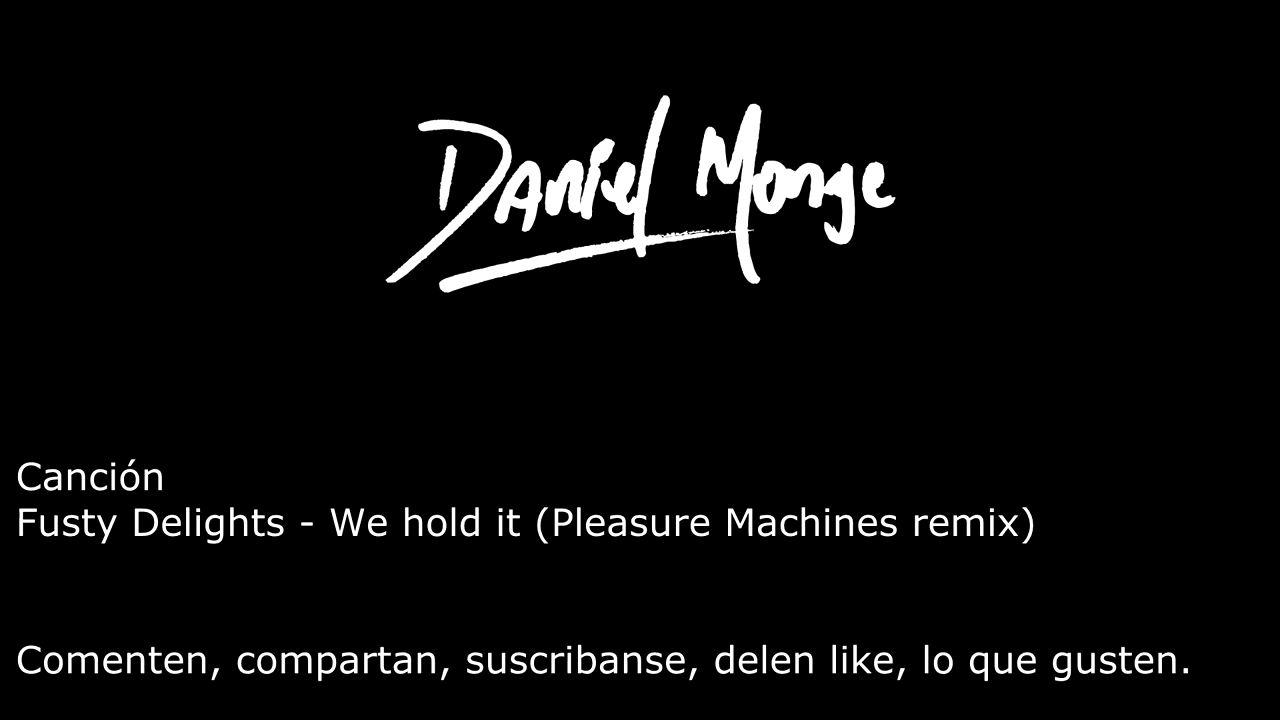 Daniel Monge
Canción
Fusty Delights - We hold it (Pleasure Machines remix)
Comenten, compartan, suscribanse, delen like, lo que gusten.